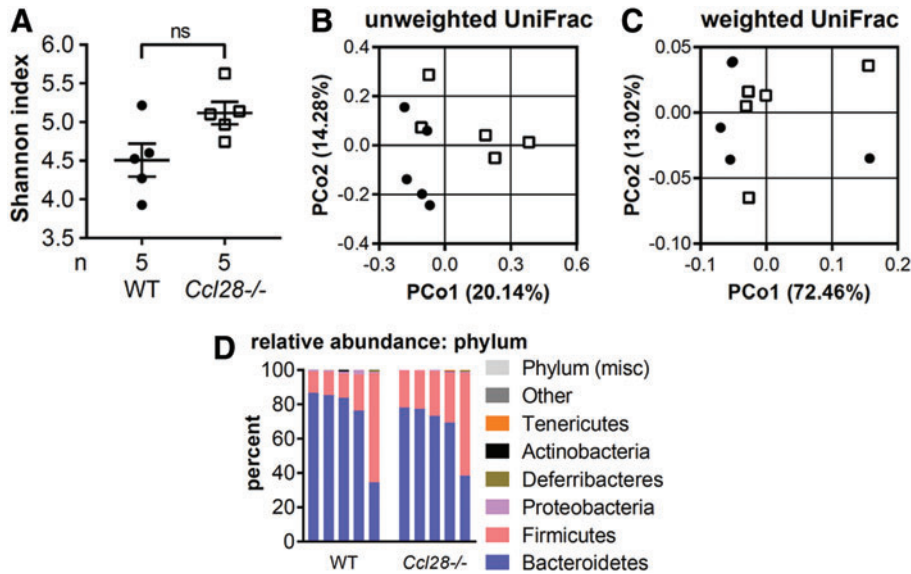 A
ns
Shannon index
6.0
5.5
5.0
4.5
4.0
3.5
n 5 5
WT Ccl28-/-
B unweighted UniFrac
PCo2 (14.28%)
0.4
0.2
0.0
-0.2
-0.4
-0.3 0.0 0.3 0.6
PCo1 (20.14%)
C weighted UniFrac
PCo2 (13.02%)
0.05
0.00
-0.05
-0.10
-0.1 0.0 0.1 0.2
PCo1 (72.46%)
D relative abundance: phylum
percent
100
80
60
40
20
0
WT Ccl28-/-
Phylum (misc)
Other
Tenericutes
Actinobacteria
Deferribacteres
Proteobacteria
Firmicutes
Bacteroidetes